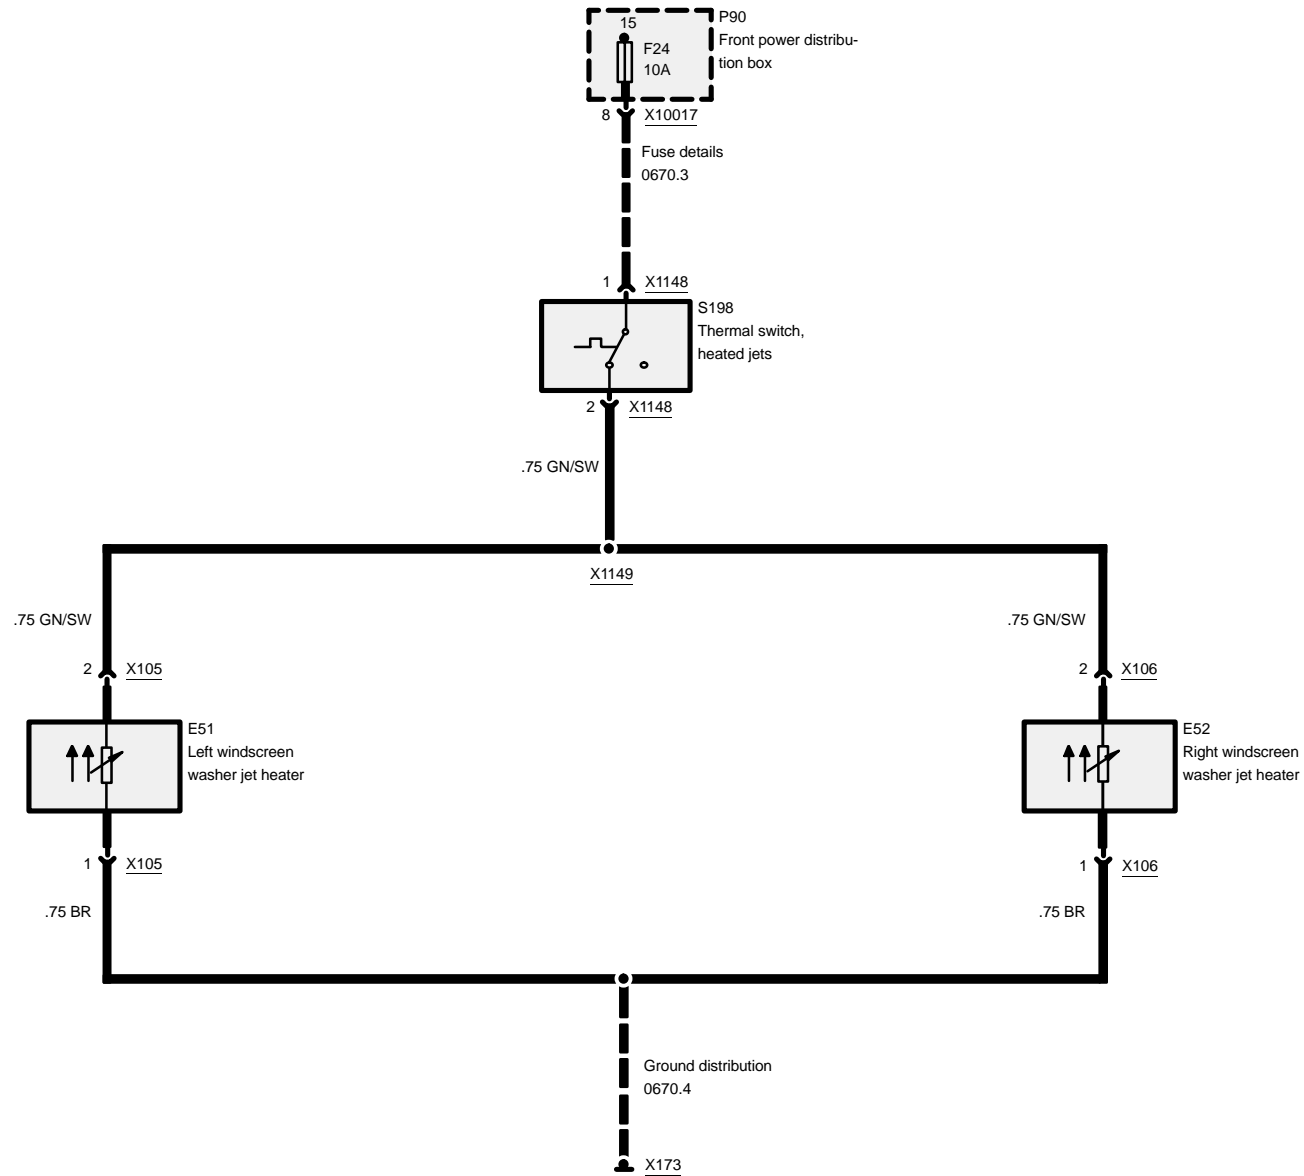 P90
15
Front power distribu-
F24
tion box
10A
8
X10017
Fuse details
0670.3
1
X1148
S198
Thermal switch,
heated jets
2
X1148
.75 GN/SW
X1149
.75 GN/SW
.75 GN/SW
2
X105
2
X106
E51
Left windscreen
washer jet heater
E52
Right windscreen
washer jet heater
1
X105
1
X106
.75 BR
.75 BR
Ground distribution
0670.4
X173